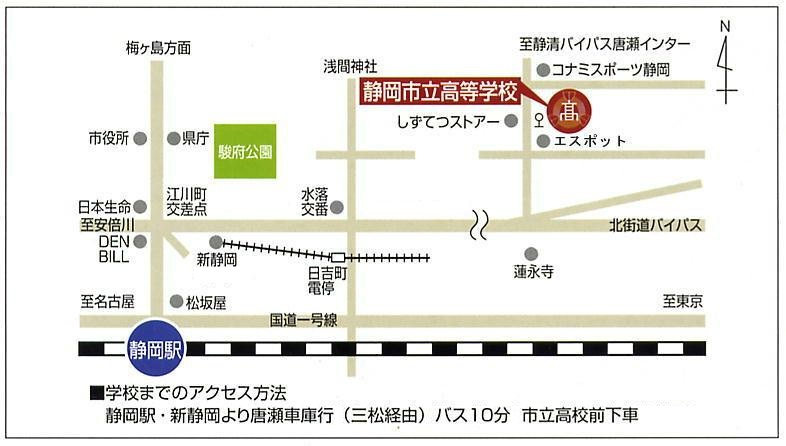 梅ヶ島方面
浅間神社
至静清バイパス唐瀬インター
N
コナミスポーツ静岡
静岡市立高等学校
高
しずてつストアー
エスポット
市役所
県庁
駿府公園
日本生命
江川町
交差点
水落
交番
至安倍川
北街道バイパス
DEN
BILL
新静岡
日吉町
電停
蓮永寺
至名古屋
松坂屋
至東京
国道一号線
静岡駅
■学校までのアクセス方法
静岡駅・新静岡より唐瀬車庫行(三松経由)バス10分 市立高校前下車